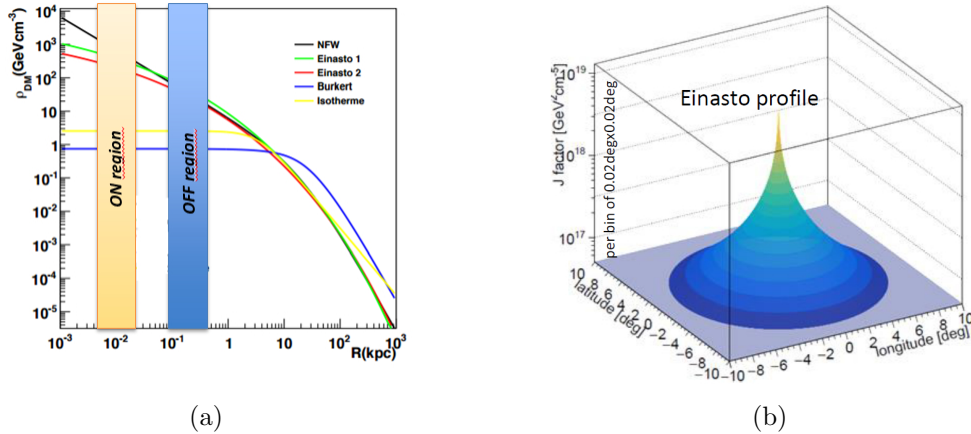 10⁴
10³
10²
10
1
10⁻¹
10⁻²
10⁻³
10⁻⁴
10⁻⁵
ρDM(GeVcm⁻³)
ON region
OFF region
NFW
Einasto 1
Einasto 2
Burkert
Isotherme
10⁻³ 10⁻² 10⁻¹ 1 10 10² 10³
R(kpc)
(a)
J factor [GeV²cm⁻⁵]
per bin of 0.02degx0.02deg
10¹⁹
10¹⁸
10¹⁷
Einasto profile
10 8 6 4 2 0 −2 −4 −6 −8 −10
latitude [deg]
−10 −8 −6 −4 −2 0 2 4 6 8 10
longitude [deg]
(b)